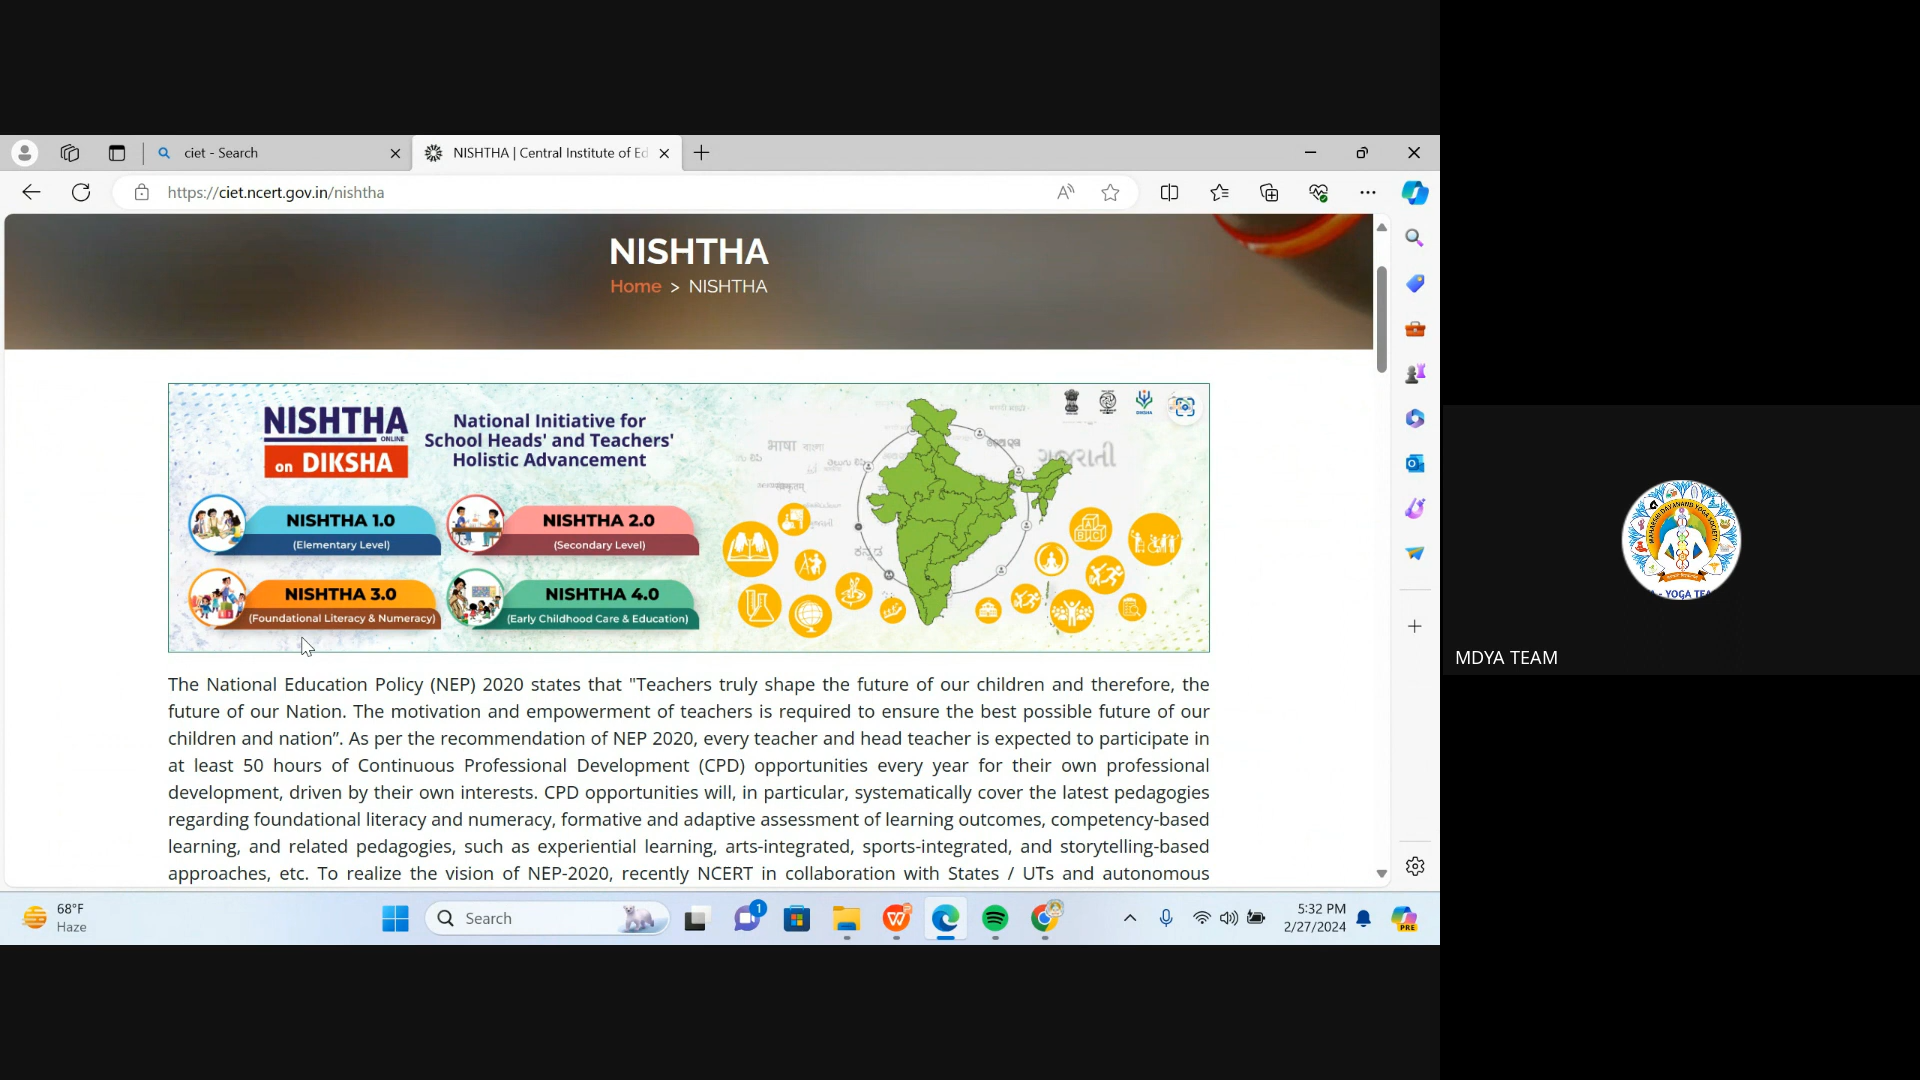 ciet - Search
NISHTHA | Central Institute of Ed
https://ciet.ncert.gov.in/nishtha
NISHTHA
Home > NISHTHA
NISHTHA
ONLINE
on DIKSHA
National Initiative for
School Heads' and Teachers'
Holistic Advancement
NISHTHA 1.0
(Elementary Level)
NISHTHA 2.0
(Secondary Level)
NISHTHA 3.0
(Foundational Literacy & Numeracy)
NISHTHA 4.0
(Early Childhood Care & Education)
भाषा
বাংলা
ગુજરાતી
ಕನ್ನಡ
The National Education Policy (NEP) 2020 states that "Teachers truly shape the future of our children and therefore, the
future of our Nation. The motivation and empowerment of teachers is required to ensure the best possible future of our
children and nation”. As per the recommendation of NEP 2020, every teacher and head teacher is expected to participate in
at least 50 hours of Continuous Professional Development (CPD) opportunities every year for their own professional
development, driven by their own interests. CPD opportunities will, in particular, systematically cover the latest pedagogies
regarding foundational literacy and numeracy, formative and adaptive assessment of learning outcomes, competency-based
learning, and related pedagogies, such as experiential learning, arts-integrated, sports-integrated, and storytelling-based
approaches, etc. To realize the vision of NEP-2020, recently NCERT in collaboration with States / UTs and autonomous
MDYA TEAM
68°F
Haze
Search
1
5:32 PM
2/27/2024
PRE